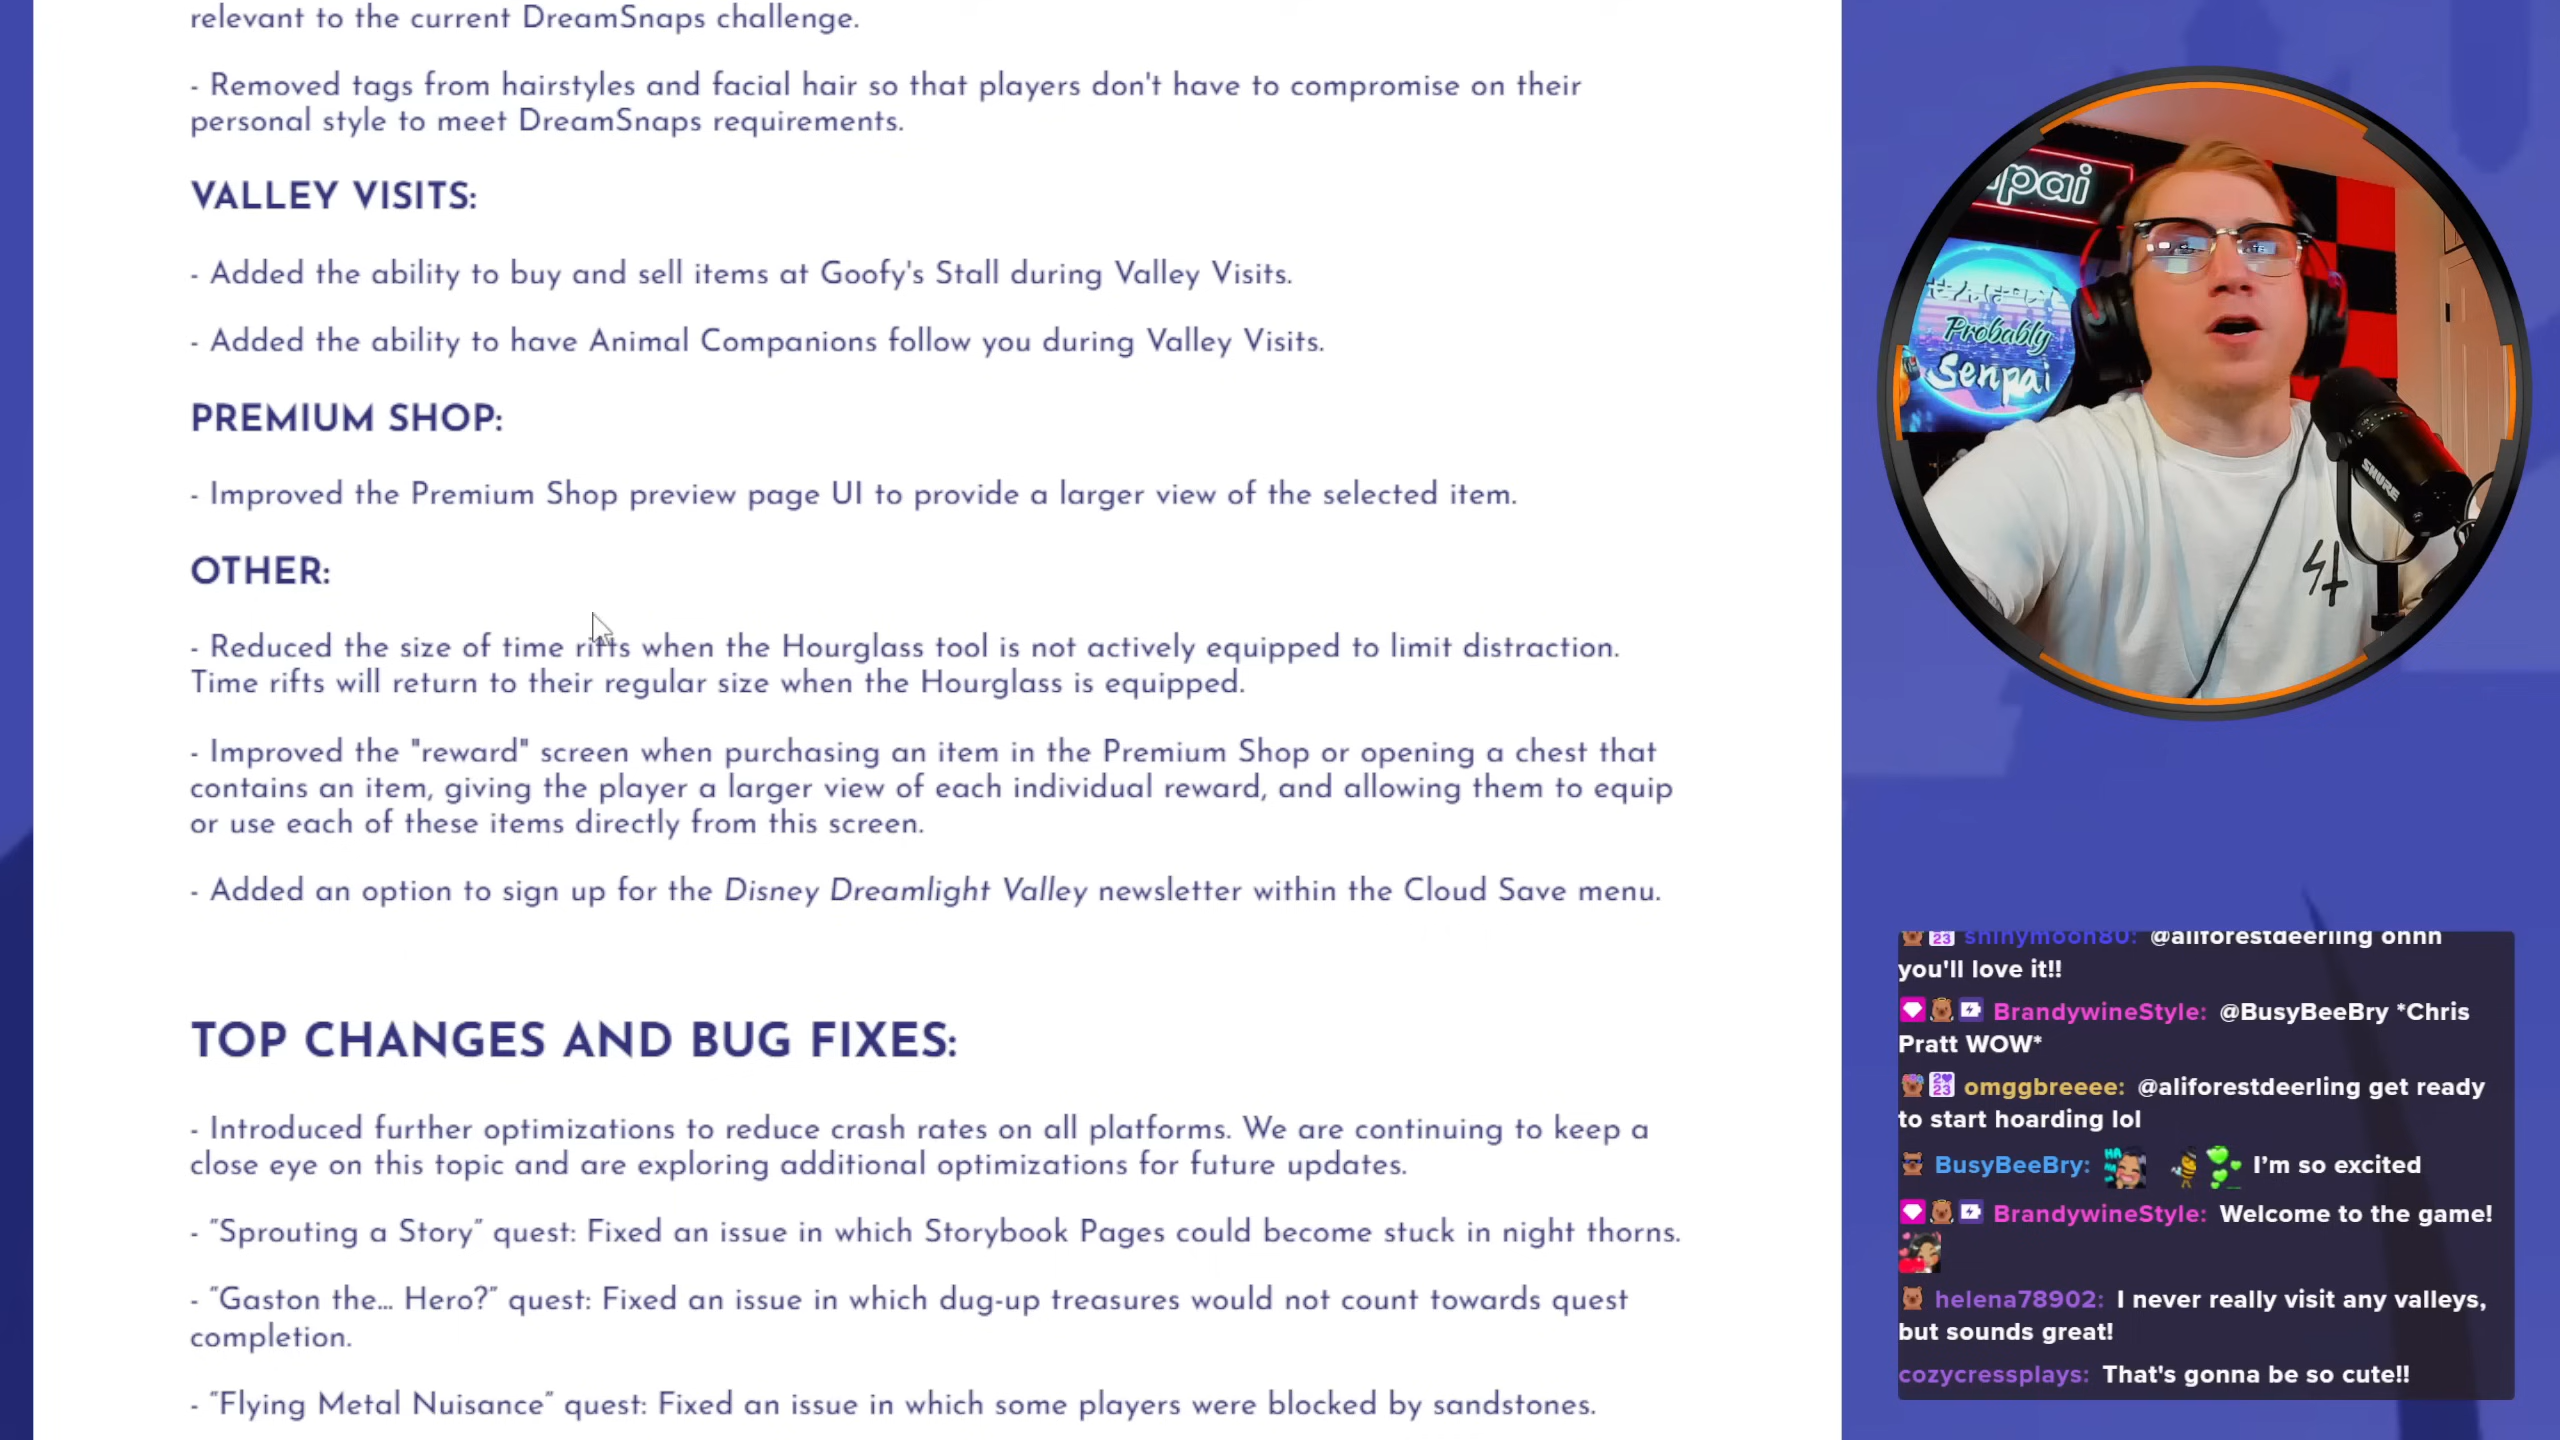 relevant to the current DreamSnaps challenge.
- Removed tags from hairstyles and facial hair so that players don't have to compromise on their
personal style to meet DreamSnaps requirements.
VALLEY VISITS:
- Added the ability to buy and sell items at Goofy's Stall during Valley Visits.
- Added the ability to have Animal Companions follow you during Valley Visits.
PREMIUM SHOP:
- Improved the Premium Shop preview page UI to provide a larger view of the selected item.
OTHER:
- Reduced the size of time rifts when the Hourglass tool is not actively equipped to limit distraction.
Time rifts will return to their regular size when the Hourglass is equipped.
- Improved the "reward" screen when purchasing an item in the Premium Shop or opening a chest that
contains an item, giving the player a larger view of each individual reward, and allowing them to equip
or use each of these items directly from this screen.
- Added an option to sign up for the Disney Dreamlight Valley newsletter within the Cloud Save menu.
TOP CHANGES AND BUG FIXES:
- Introduced further optimizations to reduce crash rates on all platforms. We are continuing to keep a
close eye on this topic and are exploring additional optimizations for future updates.
- “Sprouting a Story” quest: Fixed an issue in which Storybook Pages could become stuck in night thorns.
- “Gaston the... Hero?” quest: Fixed an issue in which dug-up treasures would not count towards quest
completion.
- “Flying Metal Nuisance” quest: Fixed an issue in which some players were blocked by sandstones.
pai
Probably
Senpai
SHURE
23 shinymoon80: @aliforestdeerling ohhh
you'll love it!!
BrandywineStyle: @BusyBeeBry *Chris
Pratt WOW*
omggbreeee: @aliforestdeerling get ready
to start hoarding lol
BusyBeeBry: I’m so excited
BrandywineStyle: Welcome to the game!
helena78902: I never really visit any valleys,
but sounds great!
cozycressplays: That's gonna be so cute!!